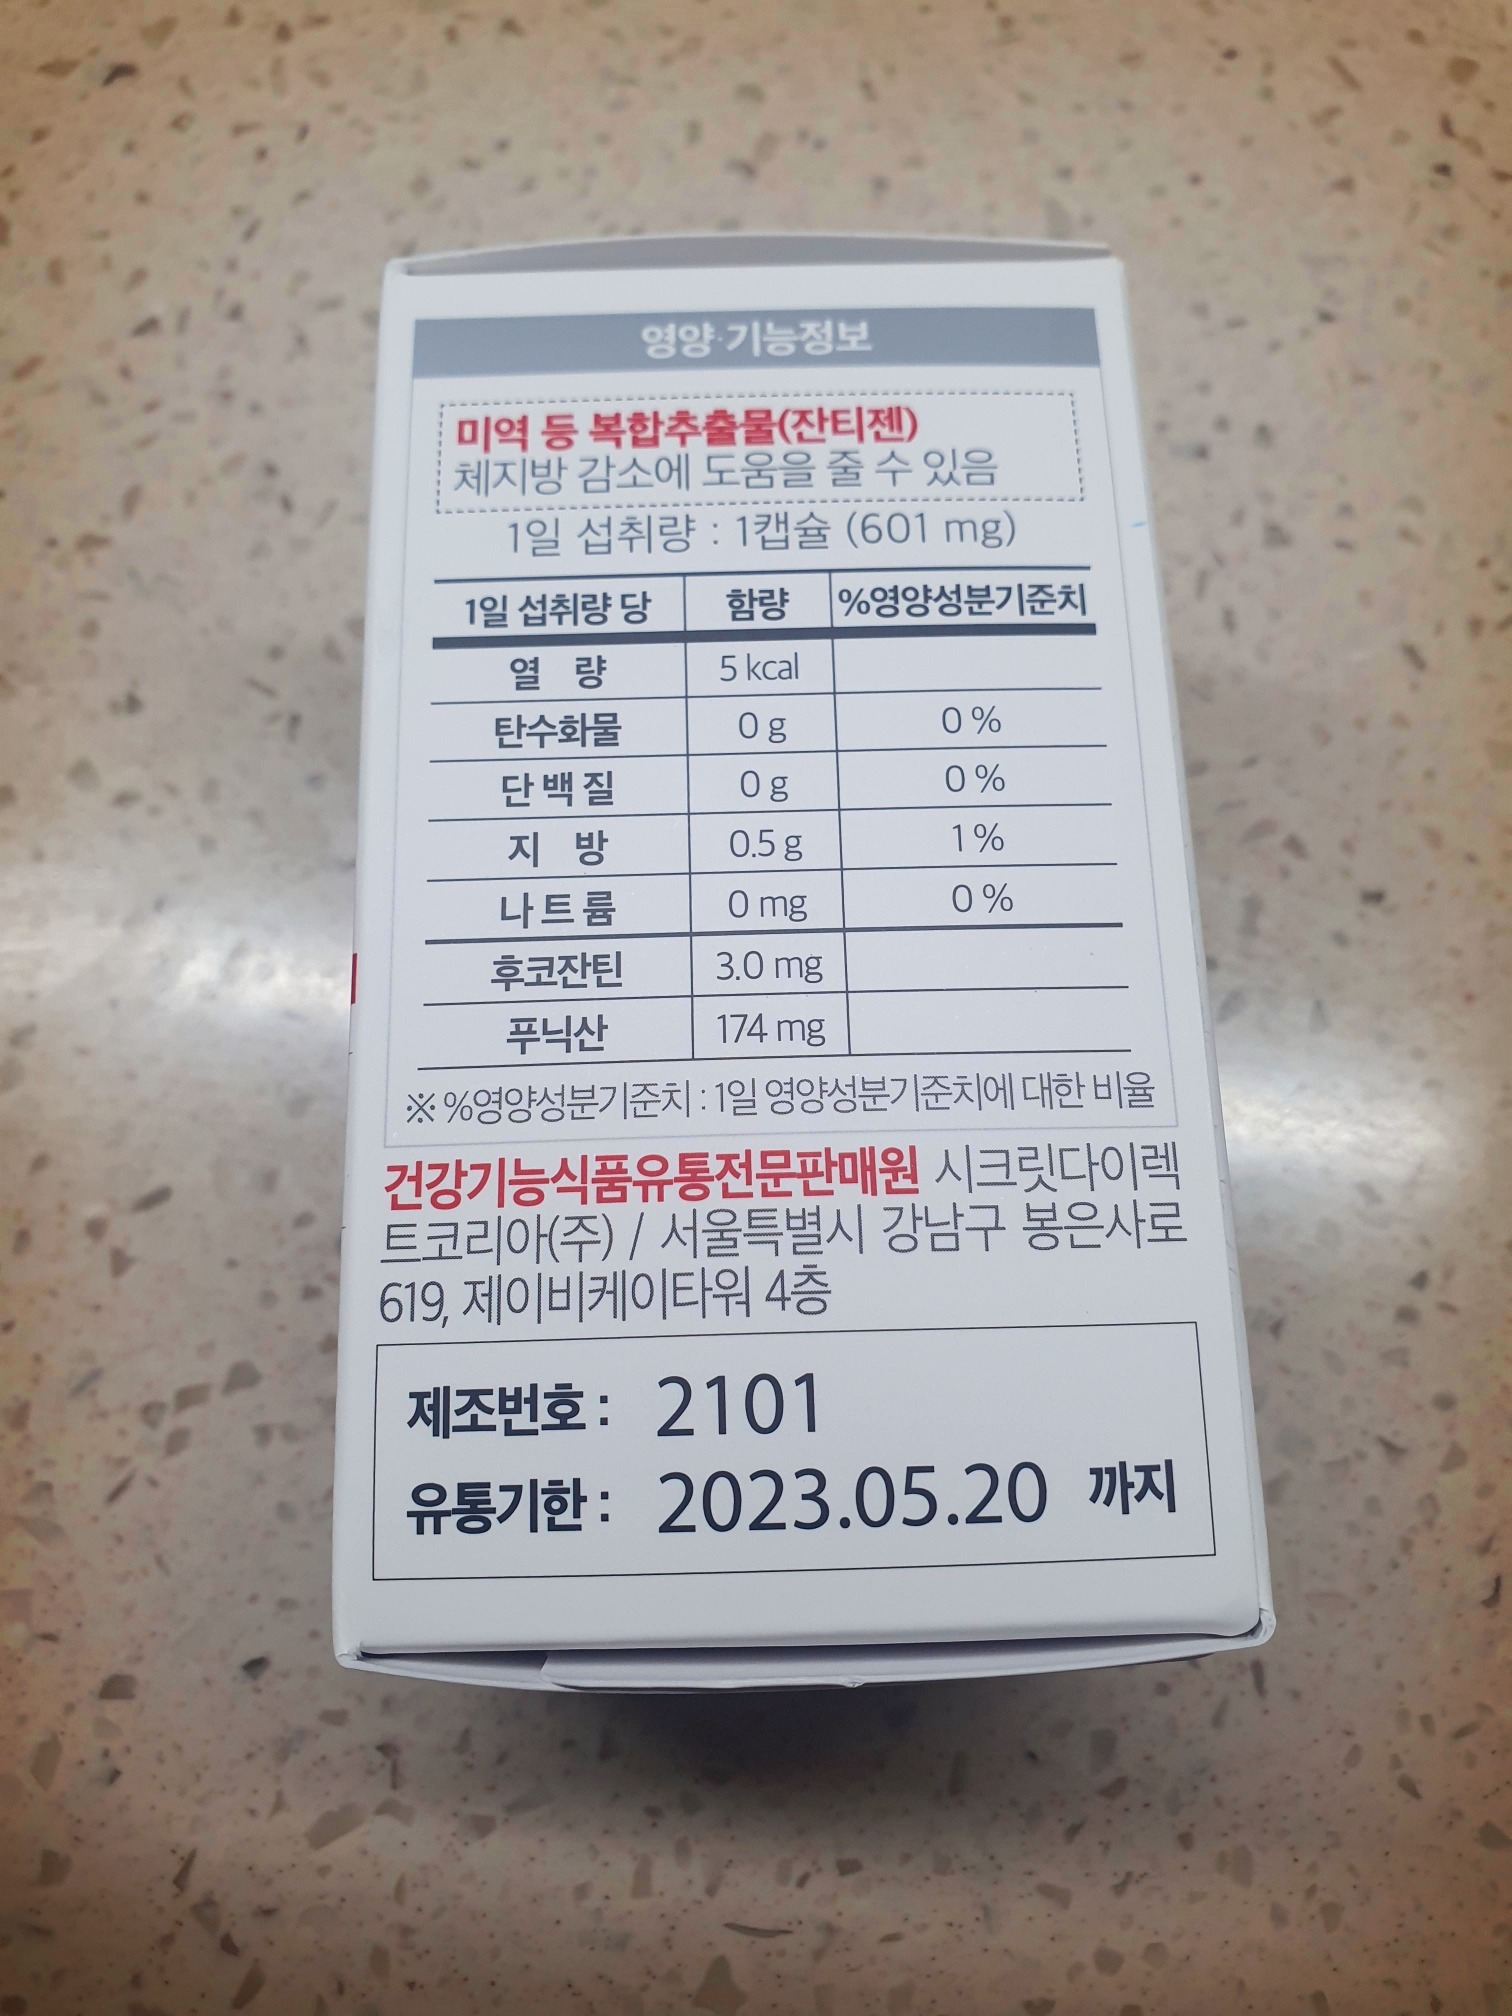 영양·기능정보
미역 등 복합추출물(잔티젠)
체지방 감소에 도움을 줄 수 있음
1일 섭취량 : 1캡슐 (601 mg)
1일 섭취량 당 함량 %영양성분기준치
열 량 5 kcal
탄수화물 0 g 0 %
단백질 0 g 0 %
지 방 0.5 g 1 %
나트륨 0 mg 0 %
후코잔틴 3.0 mg
푸닉산 174 mg
※ %영양성분기준치 : 1일 영양성분기준치에 대한 비율
건강기능식품유통전문판매원 시크릿다이렉
트코리아(주) / 서울특별시 강남구 봉은사로
619, 제이비케이타워 4층
제조번호 : 2101
유통기한 : 2023.05.20 까지